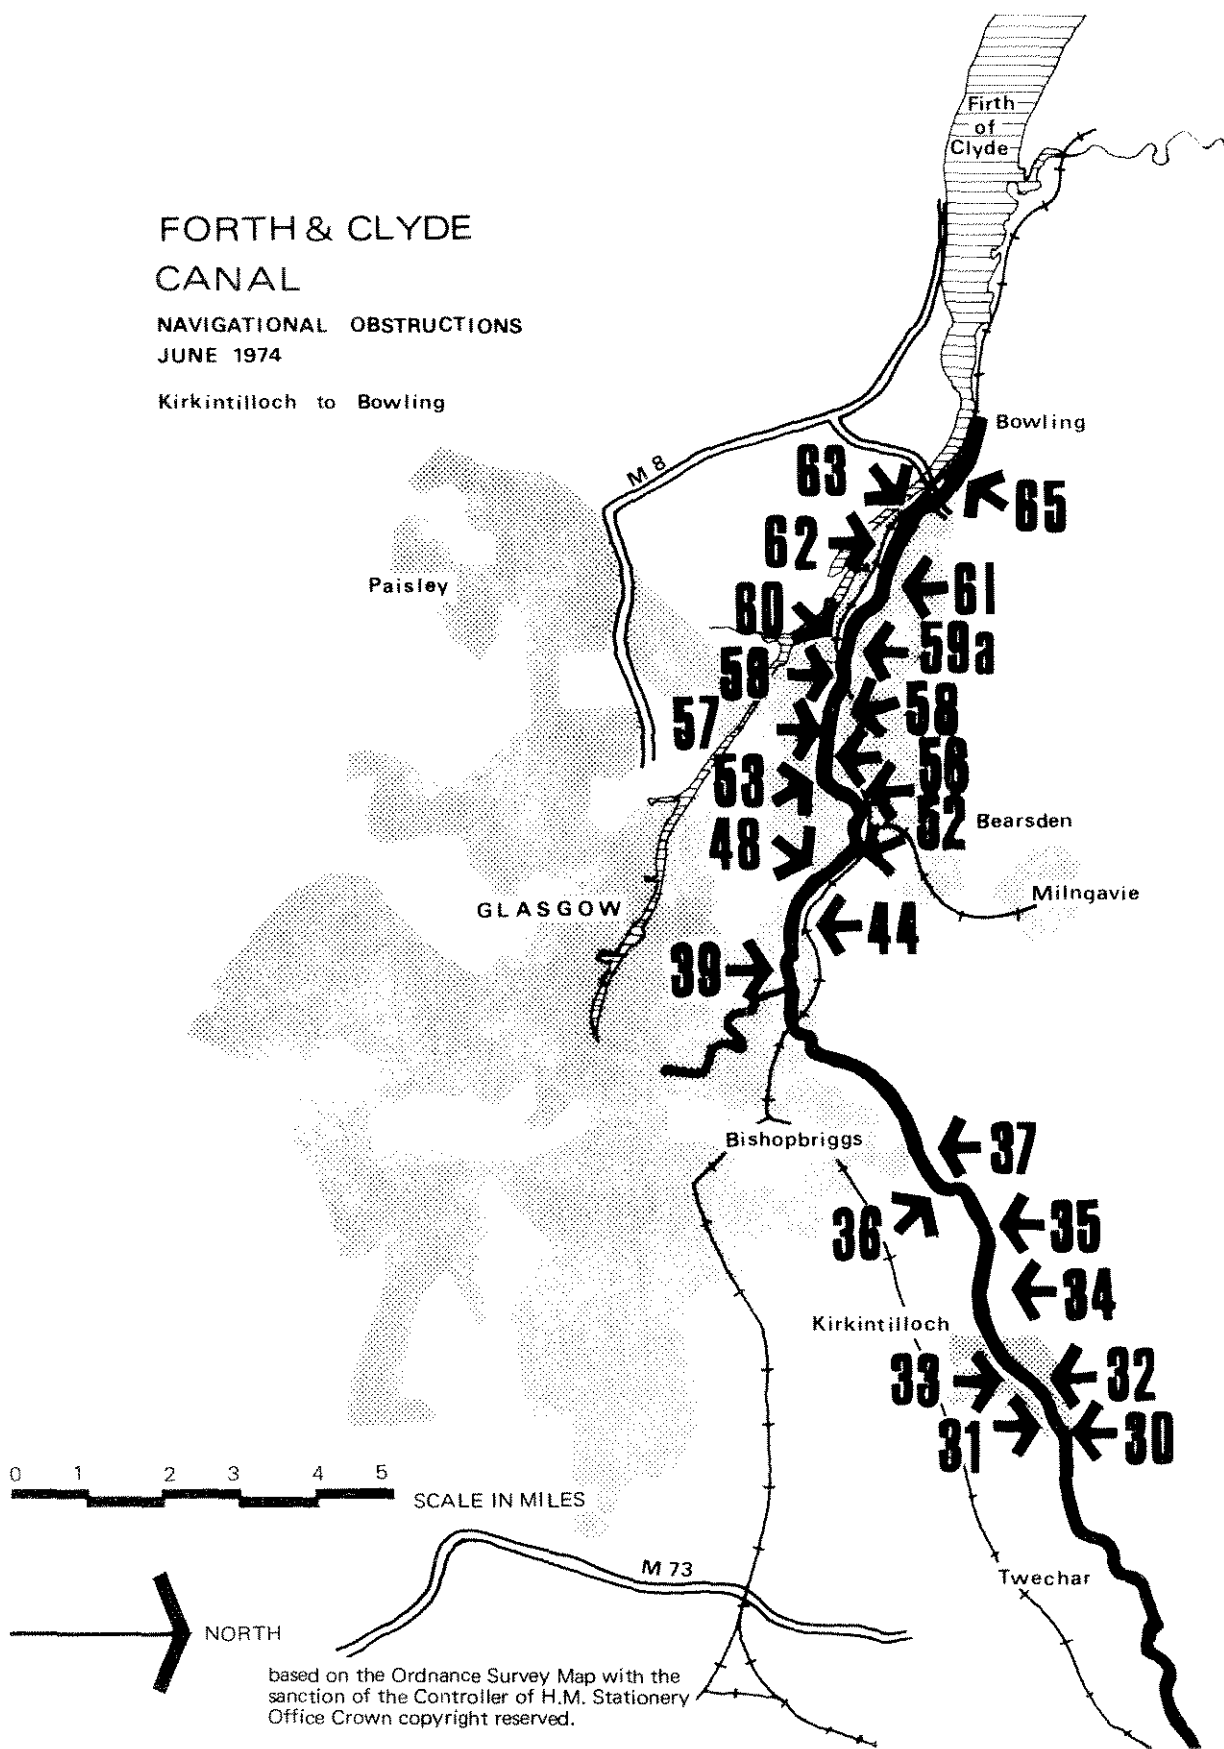 Firth
of
Clyde
FORTH & CLYDE
CANAL
NAVIGATIONAL OBSTRUCTIONS
JUNE 1974
Kirkintilloch to Bowling
Bowling
M 8
63
65
62
Paisley
61
60
59a
58
57
56
53
52
Bearsden
48
Milngavie
GLASGOW
44
39
Bishopbriggs
37
36
35
34
Kirkintilloch
33
32
31
30
0 1 2 3 4 5
SCALE IN MILES
M 73
Twechar
NORTH
based on the Ordnance Survey Map with the
sanction of the Controller of H.M. Stationery
Office Crown copyright reserved.